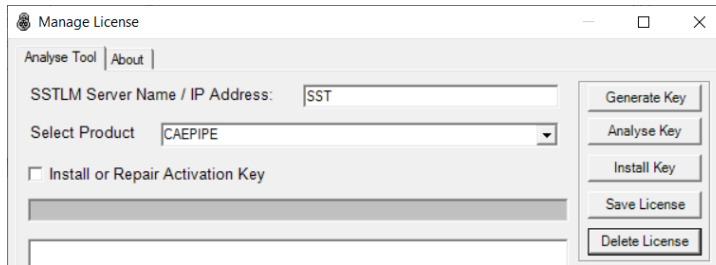 Manage License
Analyse Tool About
SSTLM Server Name / IP Address: SST
Generate Key
Select Product CAEPIPE
Analyse Key
Install or Repair Activation Key
Install Key
Save License
Delete License